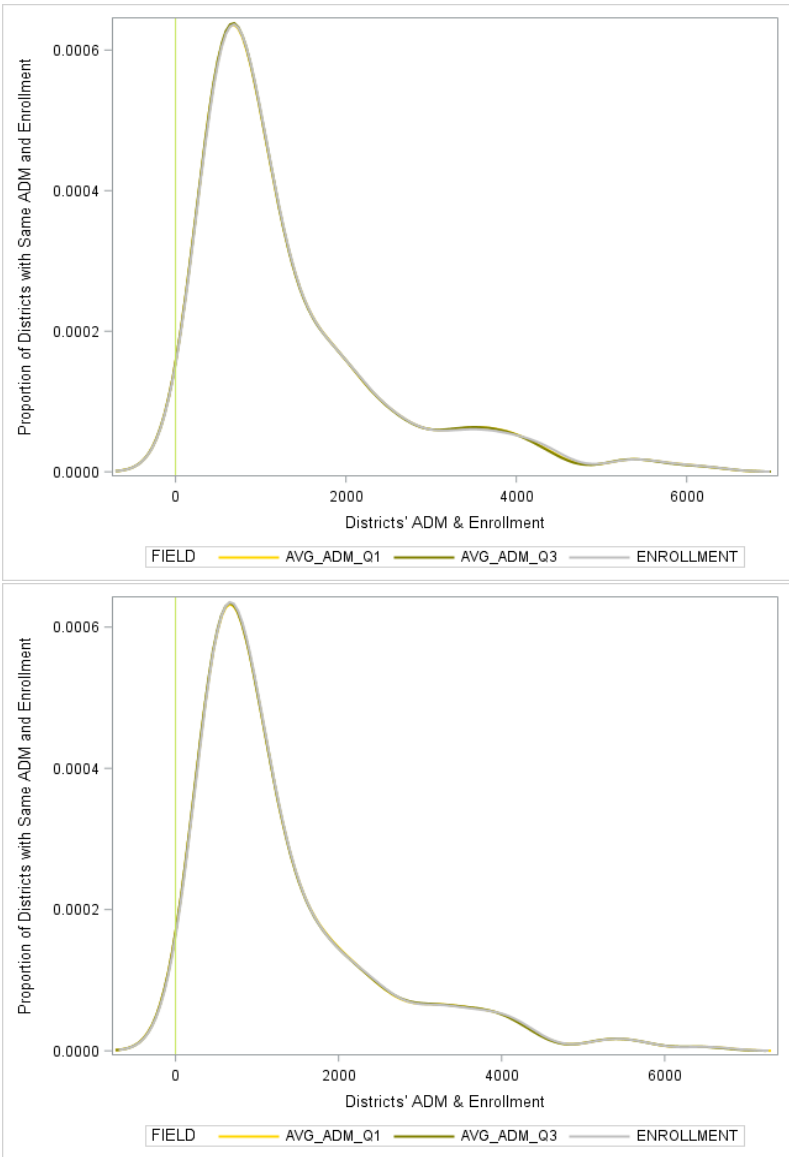 Proportion of Districts with Same ADM and Enrollment
0.0006
0.0004
0.0002
0.0000
0 2000 4000 6000
Districts' ADM & Enrollment
FIELD AVG_ADM_Q1 AVG_ADM_Q3 ENROLLMENT
Proportion of Districts with Same ADM and Enrollment
0.0006
0.0004
0.0002
0.0000
0 2000 4000 6000
Districts' ADM & Enrollment
FIELD AVG_ADM_Q1 AVG_ADM_Q3 ENROLLMENT